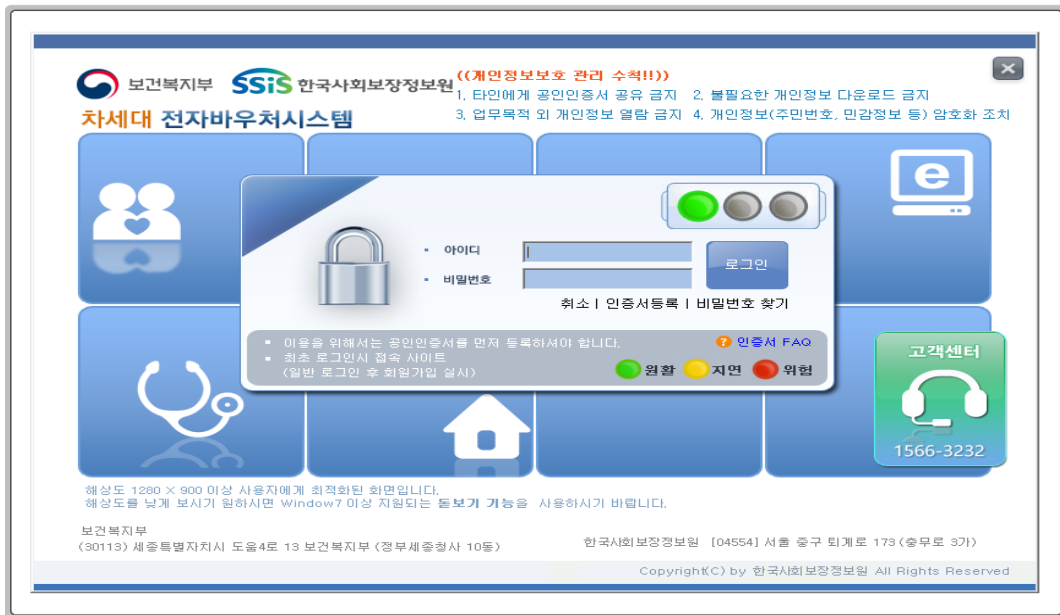 보건복지부 SSiS 한국사회보장정보원
((개인정보보호 관리 수칙!!))
1. 타인에게 공인인증서 공유 금지 2. 불필요한 개인정보 다운로드 금지
3. 업무목적 외 개인정보 열람 금지 4. 개인정보(주민번호, 민감정보 등) 암호화 조치
차세대 전자바우처시스템
e
아이디
비밀번호
로그인
취소 | 인증서등록 | 비밀번호 찾기
이용을 위해서는 공인인증서를 먼저 등록하셔야 합니다.
최초 로그인시 접속 사이트
(일반 로그인 후 회원가입 실시)
? 인증서 FAQ
원활 지연 위험
고객센터
1566-3232
해상도 1280 × 900 이상 사용자에게 최적화된 화면입니다.
해상도를 낮게 보시기 원하시면 Window7 이상 지원되는 돋보기 기능을 사용하시기 바랍니다.
보건복지부
(30113) 세종특별자치시 도움4로 13 보건복지부 (정부세종청사 10동)
한국사회보장정보원 [04554] 서울 중구 퇴계로 173 (충무로 3가)
Copyright(C) by 한국사회보장정보원 All Rights Reserved